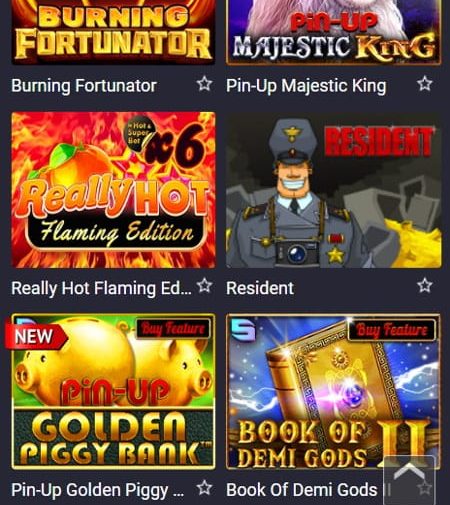 BURNING
FORTUNATOR
PIN-UP
MAJESTIC KING
Burning Fortunator
Pin-Up Majestic King
Hot &
Super
Bet
x6
Really HOT
Flaming Edition
RESIDENT
Really Hot Flaming Ed...
Resident
NEW
Buy Feature
PIN-UP
GOLDEN
PIGGY BANK™
Buy Feature
BOOK OF
DEMI GODS II
Pin-Up Golden Piggy ...
Book Of Demi Gods II